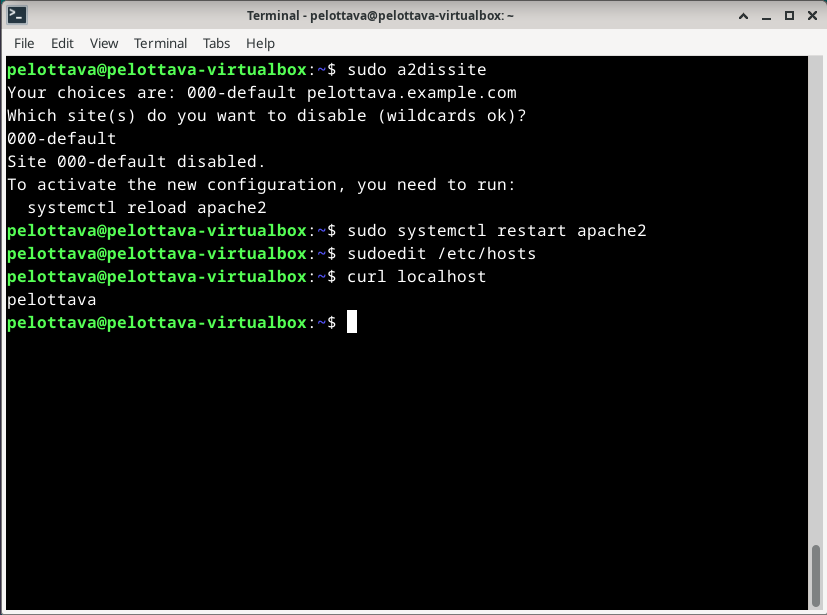 Terminal - pelottava@pelottava-virtualbox: ~
File Edit View Terminal Tabs Help
pelottava@pelottava-virtualbox:~$ sudo a2dissite
Your choices are: 000-default pelottava.example.com
Which site(s) do you want to disable (wildcards ok)?
000-default
Site 000-default disabled.
To activate the new configuration, you need to run:
  systemctl reload apache2
pelottava@pelottava-virtualbox:~$ sudo systemctl restart apache2
pelottava@pelottava-virtualbox:~$ sudoedit /etc/hosts
pelottava@pelottava-virtualbox:~$ curl localhost
pelottava
pelottava@pelottava-virtualbox:~$